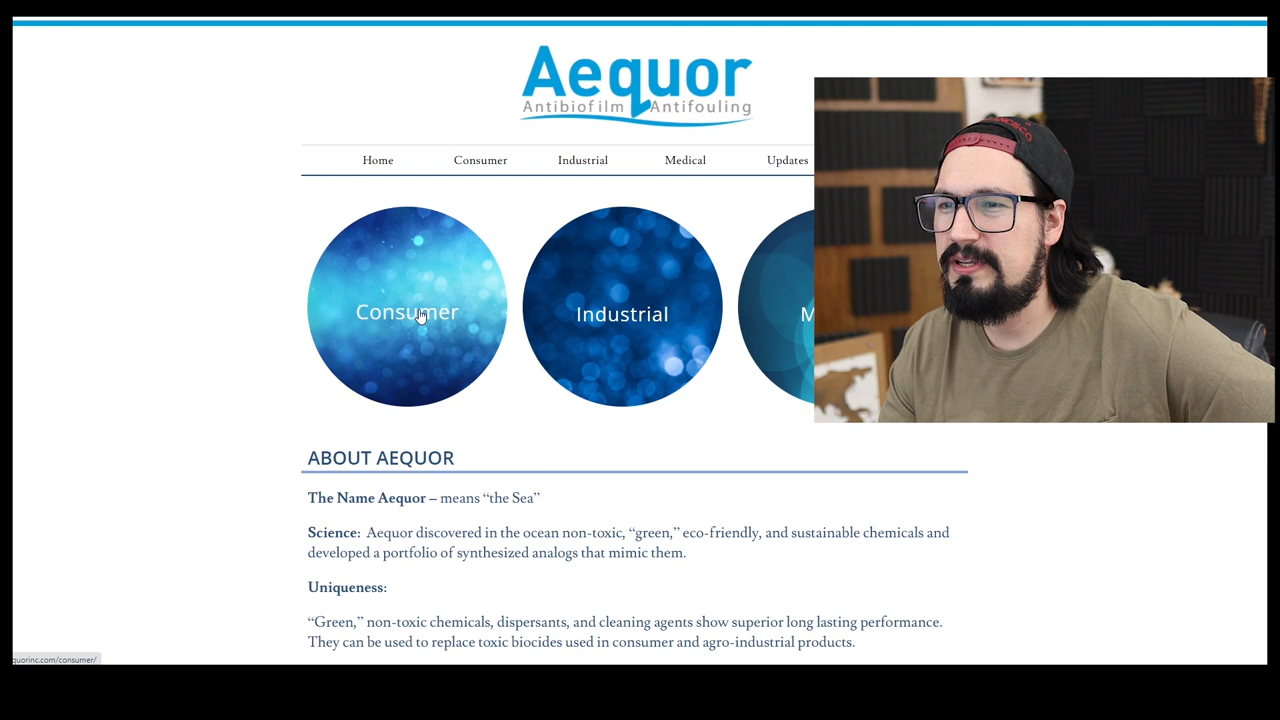 Aequor
Antibiofilm Antifouling
Home Consumer Industrial Medical Updates
Consumer Industrial M
ABOUT AEQUOR
The Name Aequor – means “the Sea”
Science: Aequor discovered in the ocean non-toxic, “green,” eco-friendly, and sustainable chemicals and
developed a portfolio of synthesized analogs that mimic them.
Uniqueness:
“Green,” non-toxic chemicals, dispersants, and cleaning agents show superior long lasting performance.
They can be used to replace toxic biocides used in consumer and agro-industrial products.
quorinc.com/consumer/